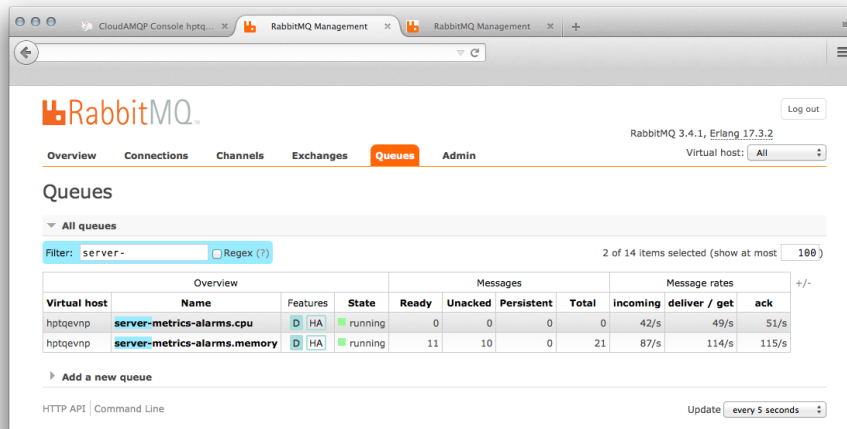 CloudAMQP Console hptq... RabbitMQ Management RabbitMQ Management
RabbitMQ
Log out
RabbitMQ 3.4.1, Erlang 17.3.2
Overview Connections Channels Exchanges Queues Admin
Virtual host: All
Queues
All queues
Filter: server- Regex (?) 2 of 14 items selected (show at most 100 )
Overview Messages Message rates +/-
Virtual host Name Features State Ready Unacked Persistent Total incoming deliver / get ack
hptqevnp server-metrics-alarms.cpu D HA running 0 0 0 0 42/s 49/s 51/s
hptqevnp server-metrics-alarms.memory D HA running 11 10 0 21 87/s 114/s 115/s
Add a new queue
HTTP API Command Line
Update every 5 seconds